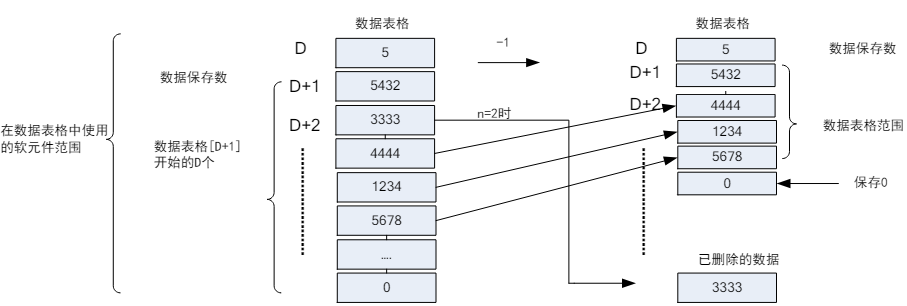 数据表格
数据表格
D
5
-1
D
5
数据保存数
数据保存数
D+1
5432
D+1
5432
D+2
3333
n=2时
D+2
4444
在数据表格中使用
的软元件范围
数据表格[D+1]
开始的D个
4444
1234
数据表格范围
1234
5678
5678
0
保存0
....
已删除的数据
0
3333